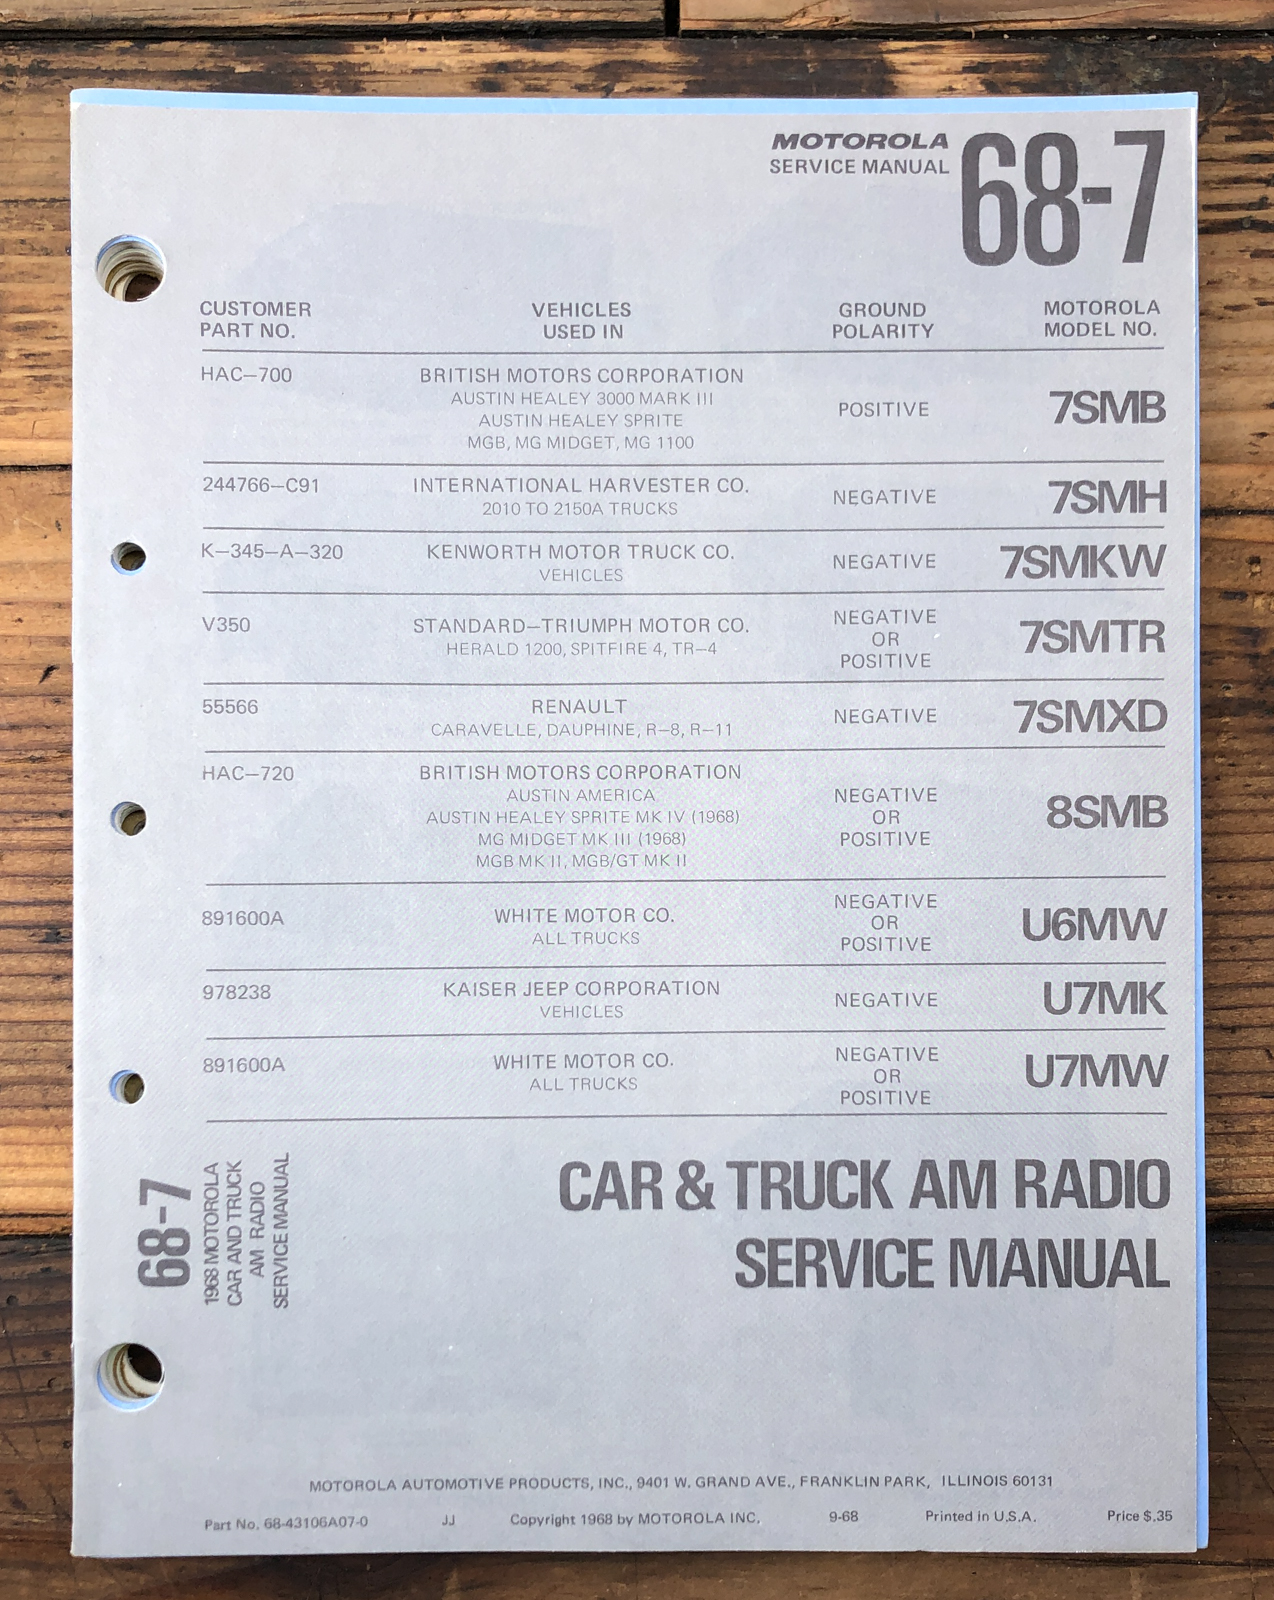 MOTOROLA
SERVICE MANUAL
68-7
CUSTOMER
PART NO.
VEHICLES
USED IN
GROUND
POLARITY
MOTOROLA
MODEL NO.
HAC-700
BRITISH MOTORS CORPORATION
AUSTIN HEALEY 3000 MARK III
AUSTIN HEALEY SPRITE
MGB, MG MIDGET, MG 1100
POSITIVE
7SMB
244766-C91
INTERNATIONAL HARVESTER CO.
2010 TO 2150A TRUCKS
NEGATIVE
7SMH
K-345-A-320
KENWORTH MOTOR TRUCK CO.
VEHICLES
NEGATIVE
7SMKW
V350
STANDARD-TRIUMPH MOTOR CO.
HERALD 1200, SPITFIRE 4, TR-4
NEGATIVE
OR
POSITIVE
7SMTR
55566
RENAULT
CARAVELLE, DAUPHINE, R-8, R-11
NEGATIVE
7SMXD
HAC-720
BRITISH MOTORS CORPORATION
AUSTIN AMERICA
AUSTIN HEALEY SPRITE MK IV (1968)
MG MIDGET MK III (1968)
MGB MK II, MGB/GT MK II
NEGATIVE
OR
POSITIVE
8SMB
891600A
WHITE MOTOR CO.
ALL TRUCKS
NEGATIVE
OR
POSITIVE
U6MW
978238
KAISER JEEP CORPORATION
VEHICLES
NEGATIVE
U7MK
891600A
WHITE MOTOR CO.
ALL TRUCKS
NEGATIVE
OR
POSITIVE
U7MW
68-7
1968 MOTOROLA
CAR AND TRUCK
AM RADIO
SERVICE MANUAL
CAR & TRUCK AM RADIO
SERVICE MANUAL
MOTOROLA AUTOMOTIVE PRODUCTS, INC., 9401 W. GRAND AVE., FRANKLIN PARK, ILLINOIS 60131
Part No. 68-43106A07-0 JJ Copyright 1968 by MOTOROLA INC. 9-68 Printed in U.S.A. Price $.35